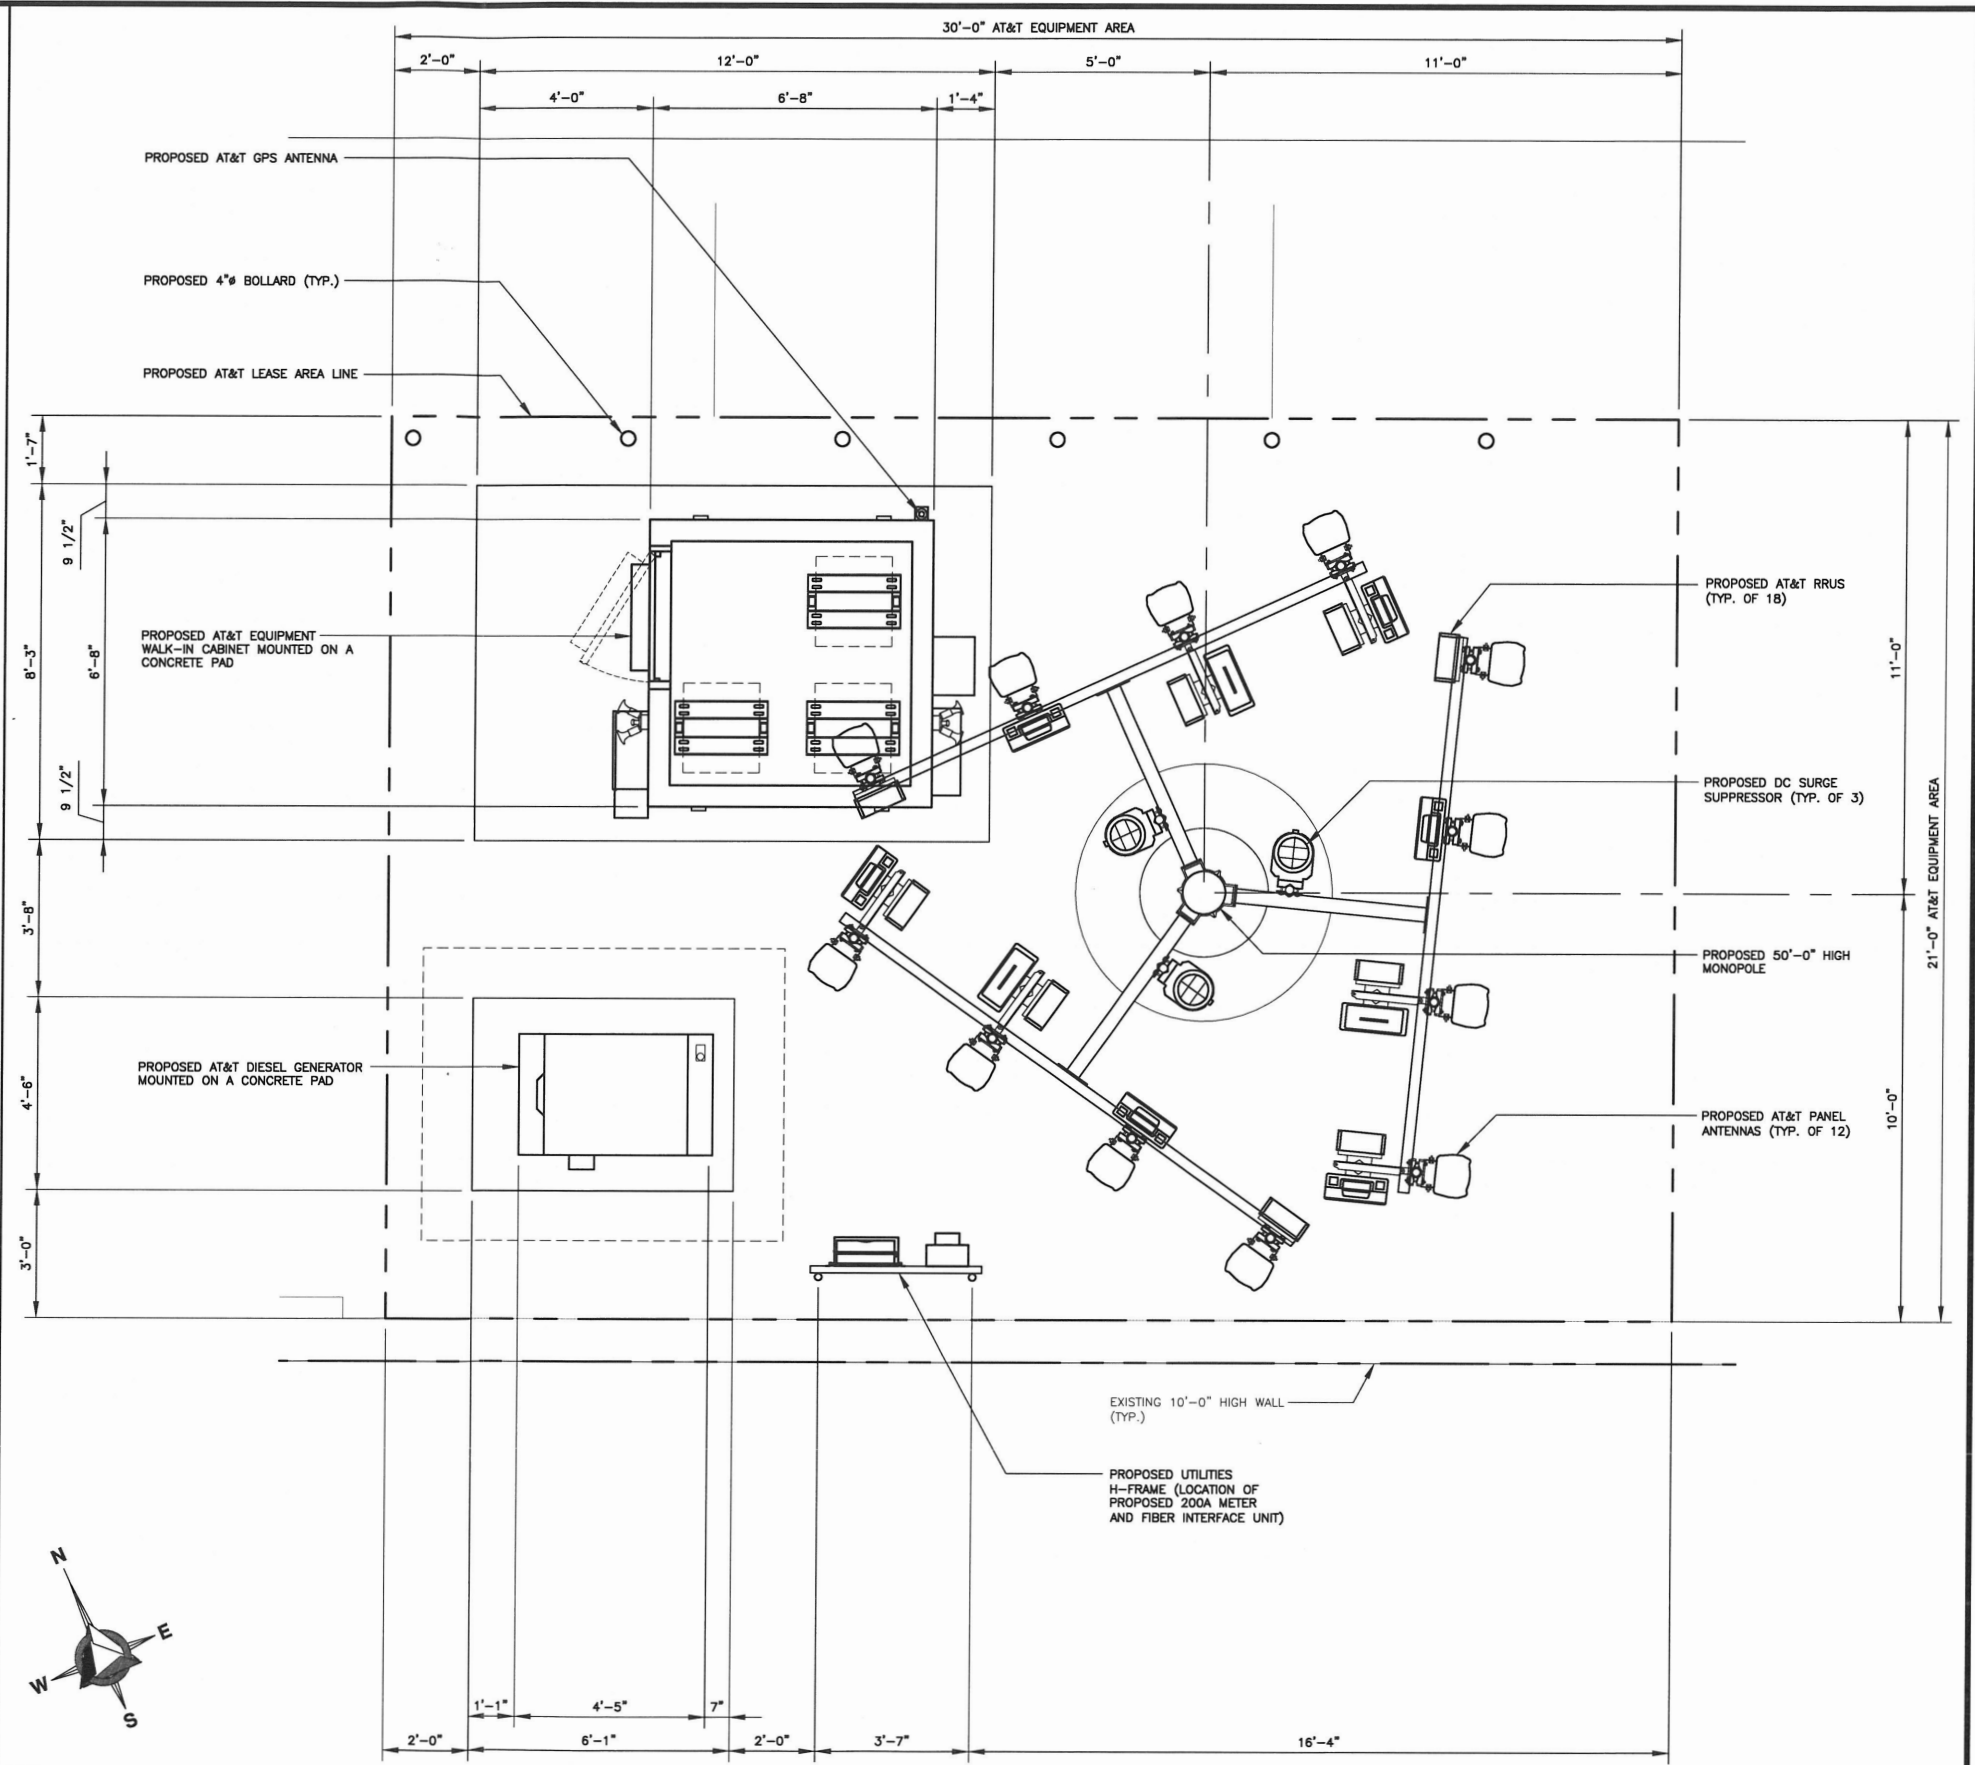 30'-0" AT&T EQUIPMENT AREA
2'-0"
12'-0"
5'-0"
11'-0"
4'-0"
6'-8"
1'-4"
PROPOSED AT&T GPS ANTENNA
PROPOSED 4"ø BOLLARD (TYP.)
PROPOSED AT&T LEASE AREA LINE
1'-7"
9 1/2"
8'-3"
6'-8"
9 1/2"
3'-8"
4'-6"
3'-0"
PROPOSED AT&T EQUIPMENT
WALK-IN CABINET MOUNTED ON A
CONCRETE PAD
PROPOSED AT&T DIESEL GENERATOR
MOUNTED ON A CONCRETE PAD
PROPOSED AT&T RRUS
(TYP. OF 18)
PROPOSED DC SURGE
SUPPRESSOR (TYP. OF 3)
PROPOSED 50'-0" HIGH
MONOPOLE
PROPOSED AT&T PANEL
ANTENNAS (TYP. OF 12)
11'-0"
10'-0"
21'-0" AT&T EQUIPMENT AREA
EXISTING 10'-0" HIGH WALL
(TYP.)
PROPOSED UTILITIES
H-FRAME (LOCATION OF
PROPOSED 200A METER
AND FIBER INTERFACE UNIT)
N
E
W
S
1'-1"
4'-5"
7"
2'-0"
6'-1"
2'-0"
3'-7"
16'-4"